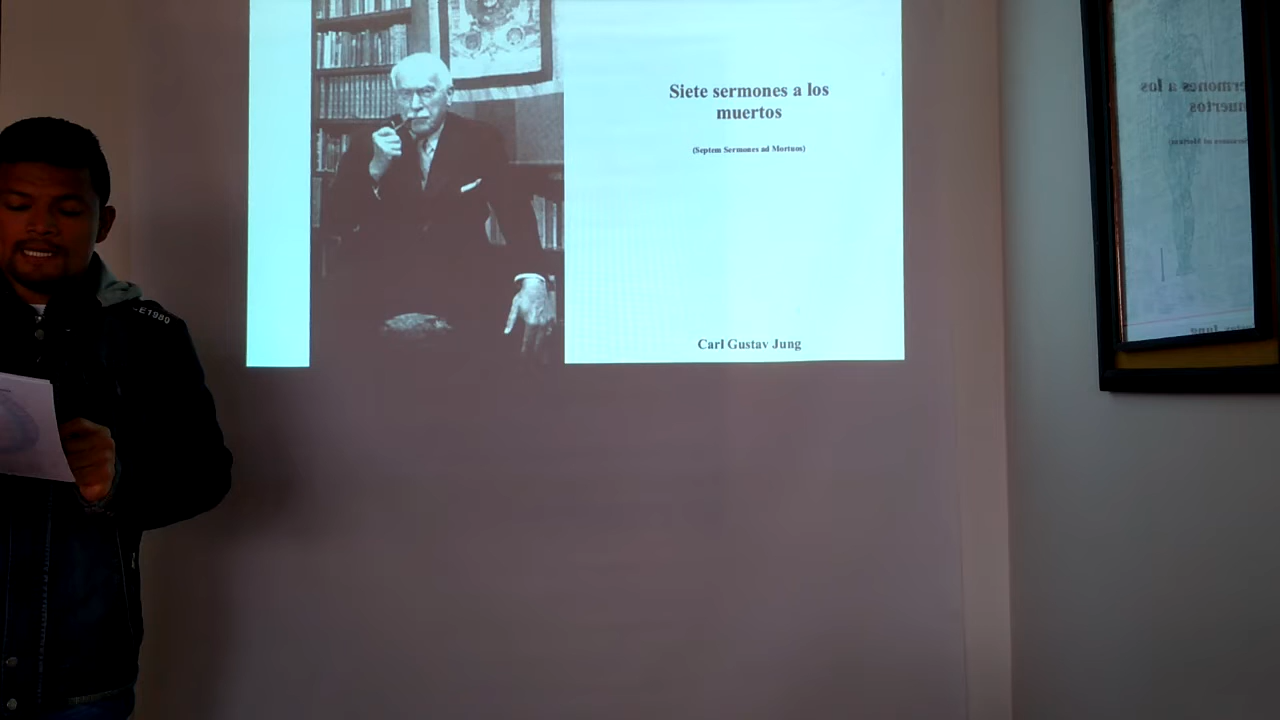 Siete sermones a los
muertos
(Septem Sermones ad Mortuos)
Carl Gustav Jung